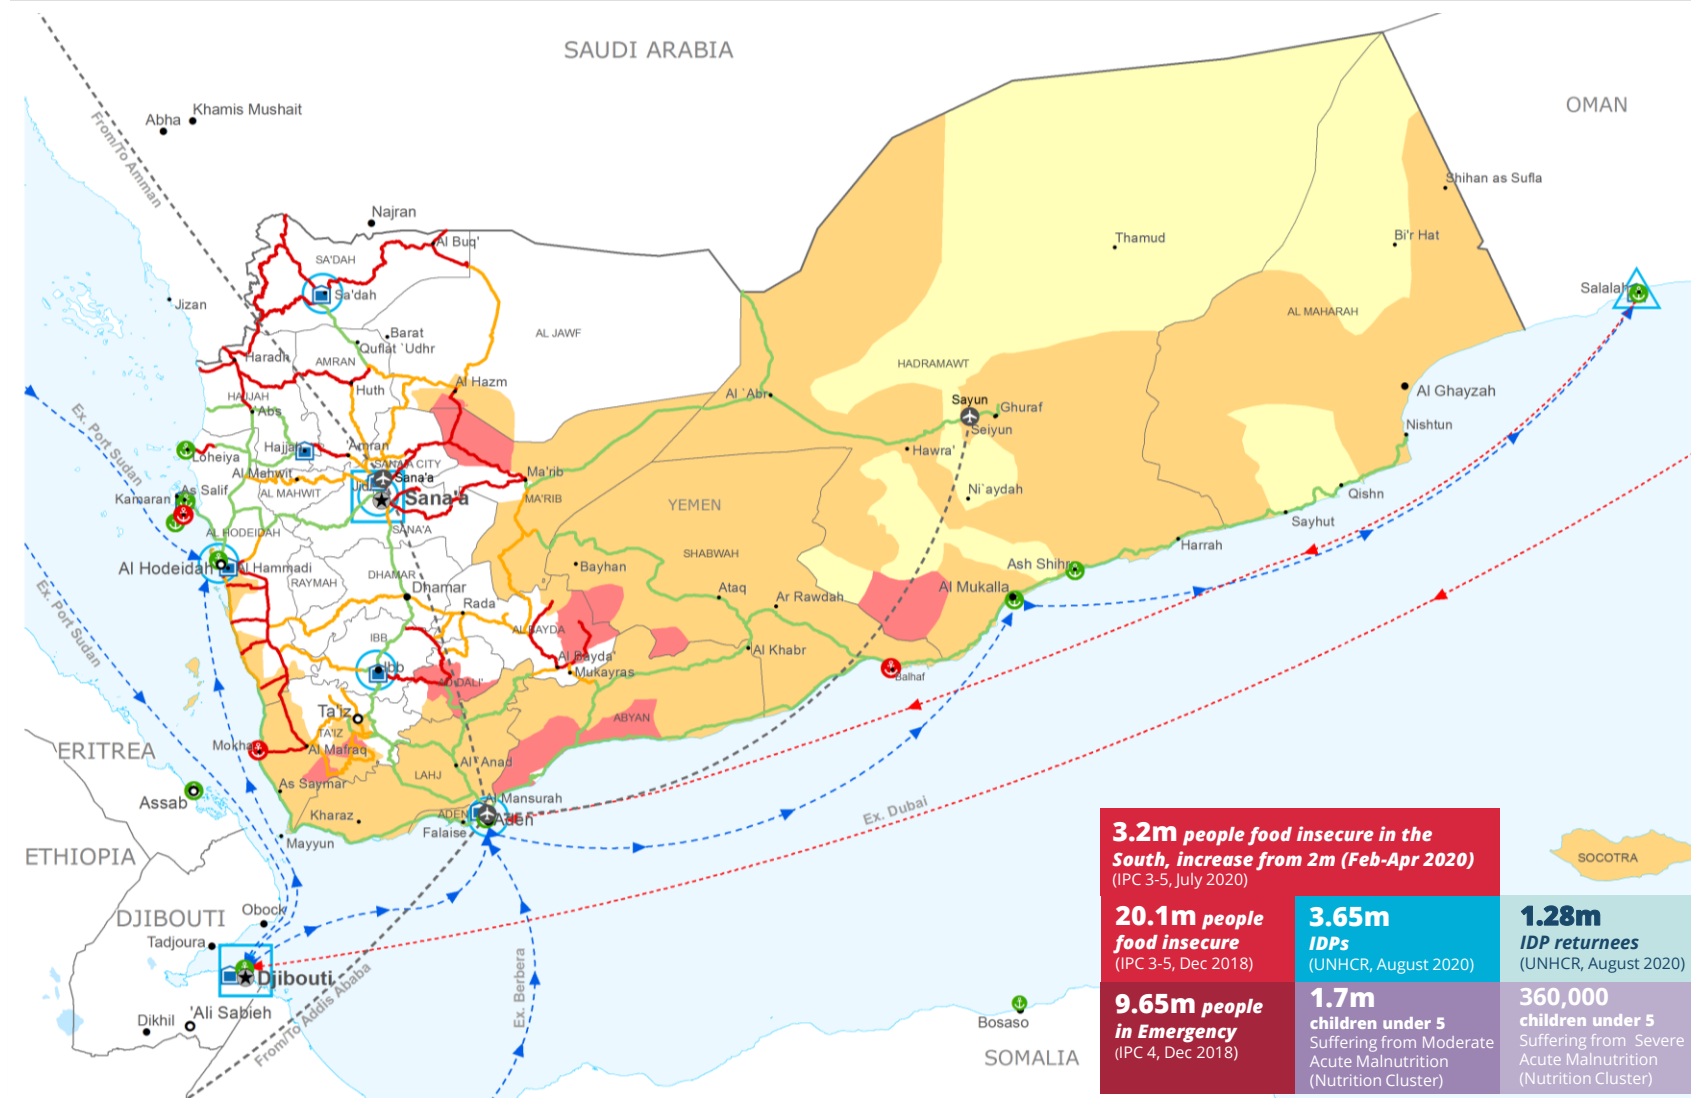 SAUDI ARABIA
OMAN
Khamis Mushait
Abha
From/To Amman
Shihan as Sufla
Najran
Al Buq'
Thamud
Bi'r Hat
SA'DAH
Sa'dah
Jizan
Salalah
AL MAHARAH
Barat
AL JAWF
Quflat `Udhr
Haradh
AMRAN
HADRAMAWT
Huth
Al Hazm
Al `Abr
Al Ghayzah
HAJJAH
Abs
Sayun
Ghuraf
Seiyun
Nishtun
Ex. Port Sudan
Hajjah
Amran
Loheiya
Hawra'
SANA'A CITY
Al Mahwit
Sana'a
Ma'rib
As Salif
AL MAHWIT
Sana'a
Kamaran
MA'RIB
Ni`aydah
Qishn
YEMEN
Sayhut
AL HODEIDAH
SANA'A
Harrah
SHABWAH
Al Hodeidah
Al Hammadi
Bayhan
Ash Shihr
RAYMAH
DHAMAR
Dhamar
Ataq
Al Mukalla
Ar Rawdah
Rada
Ex. Port Sudan
AL BAYDA
IBB
Al Khabr
Ibb
Al Bayda'
Mukayras
Balhaf
AD DALI'
Ta'iz
ABYAN
TA'IZ
Mokha
Al Mafraq
ERITREA
Al `Anad
LAHJ
As Saymar
Assab
Al Mansurah
Kharaz
ADEN
Aden
Falaise
Ex. Dubai
Mayyun
ETHIOPIA
SOCOTRA
DJIBOUTI
Obock
Tadjoura
Djibouti
'Ali Sabieh
Dikhil
From/To Addis Ababa
Ex. Berbera
Bosaso
SOMALIA
3.2m people food insecure in the
South, increase from 2m (Feb-Apr 2020)
(IPC 3-5, July 2020)
20.1m people
food insecure
(IPC 3-5, Dec 2018)
3.65m
IDPs
(UNHCR, August 2020)
1.28m
IDP returnees
(UNHCR, August 2020)
9.65m people
in Emergency
(IPC 4, Dec 2018)
1.7m
children under 5
Suffering from Moderate
Acute Malnutrition
(Nutrition Cluster)
360,000
children under 5
Suffering from Severe
Acute Malnutrition
(Nutrition Cluster)